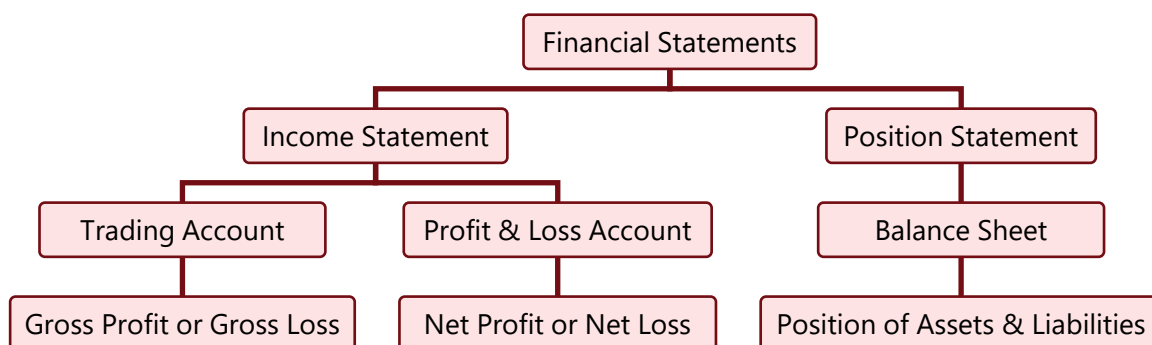 Financial Statements
Income Statement
Position Statement
Trading Account
Profit & Loss Account
Balance Sheet
Gross Profit or Gross Loss
Net Profit or Net Loss
Position of Assets & Liabilities